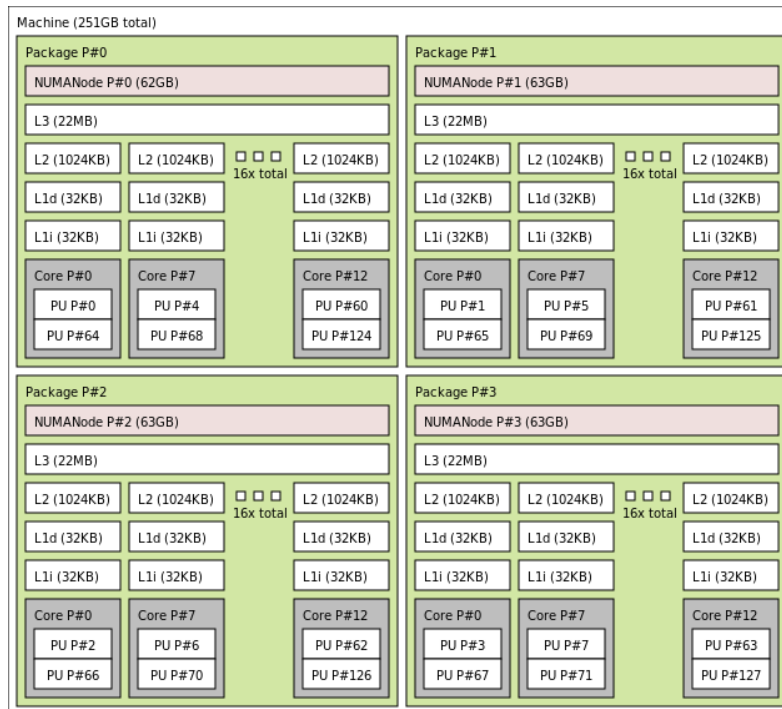 Machine (251GB total)
Package P#0
NUMANode P#0 (62GB)
L3 (22MB)
L2 (1024KB) L2 (1024KB) L2 (1024KB)
16x total
L1d (32KB) L1d (32KB) L1d (32KB)
L1i (32KB) L1i (32KB) L1i (32KB)
Core P#0 Core P#7 Core P#12
PU P#0 PU P#4 PU P#60
PU P#64 PU P#68 PU P#124
Package P#1
NUMANode P#1 (63GB)
L3 (22MB)
L2 (1024KB) L2 (1024KB) L2 (1024KB)
16x total
L1d (32KB) L1d (32KB) L1d (32KB)
L1i (32KB) L1i (32KB) L1i (32KB)
Core P#0 Core P#7 Core P#12
PU P#1 PU P#5 PU P#61
PU P#65 PU P#69 PU P#125
Package P#2
NUMANode P#2 (63GB)
L3 (22MB)
L2 (1024KB) L2 (1024KB) L2 (1024KB)
16x total
L1d (32KB) L1d (32KB) L1d (32KB)
L1i (32KB) L1i (32KB) L1i (32KB)
Core P#0 Core P#7 Core P#12
PU P#2 PU P#6 PU P#62
PU P#66 PU P#70 PU P#126
Package P#3
NUMANode P#3 (63GB)
L3 (22MB)
L2 (1024KB) L2 (1024KB) L2 (1024KB)
16x total
L1d (32KB) L1d (32KB) L1d (32KB)
L1i (32KB) L1i (32KB) L1i (32KB)
Core P#0 Core P#7 Core P#12
PU P#3 PU P#7 PU P#63
PU P#67 PU P#71 PU P#127